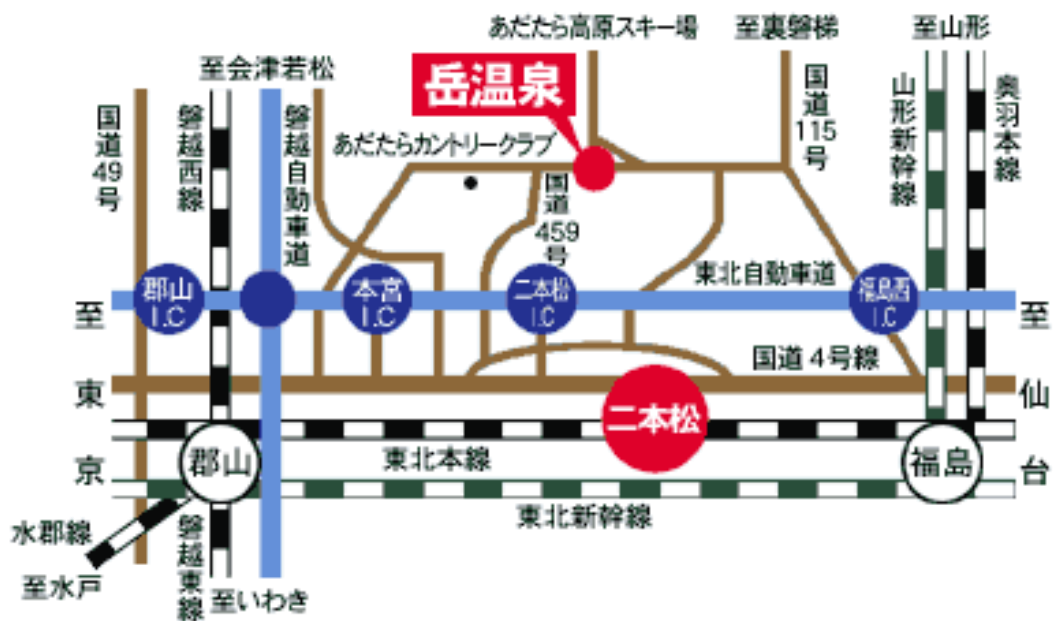 あだたら高原スキー場
至裏磐梯
至山形
至会津若松
岳温泉
国道49号
磐越西線
磐越自動車道
あだたらカントリークラブ
国道459号
国道115号
山形新幹線
奥羽本線
東北自動車道
郡山I.C
本宮I.C
二本松I.C
福島西I.C
至東京
至仙台
国道4号線
二本松
郡山
福島
東北本線
東北新幹線
水郡線
至水戸
磐越東線
至いわき